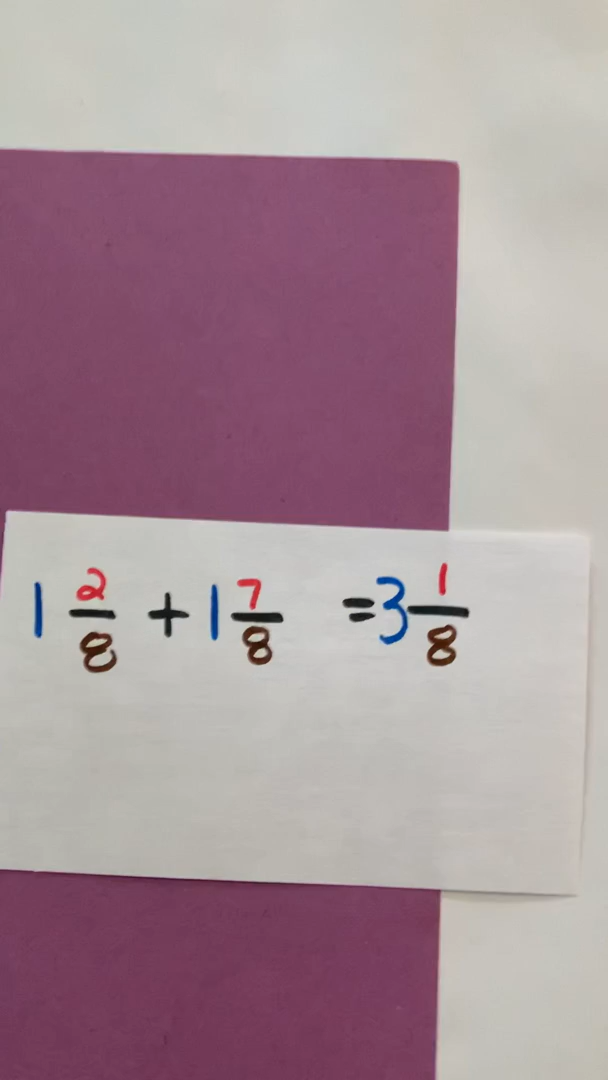 1 2/8 + 1 7/8 = 3 1/8